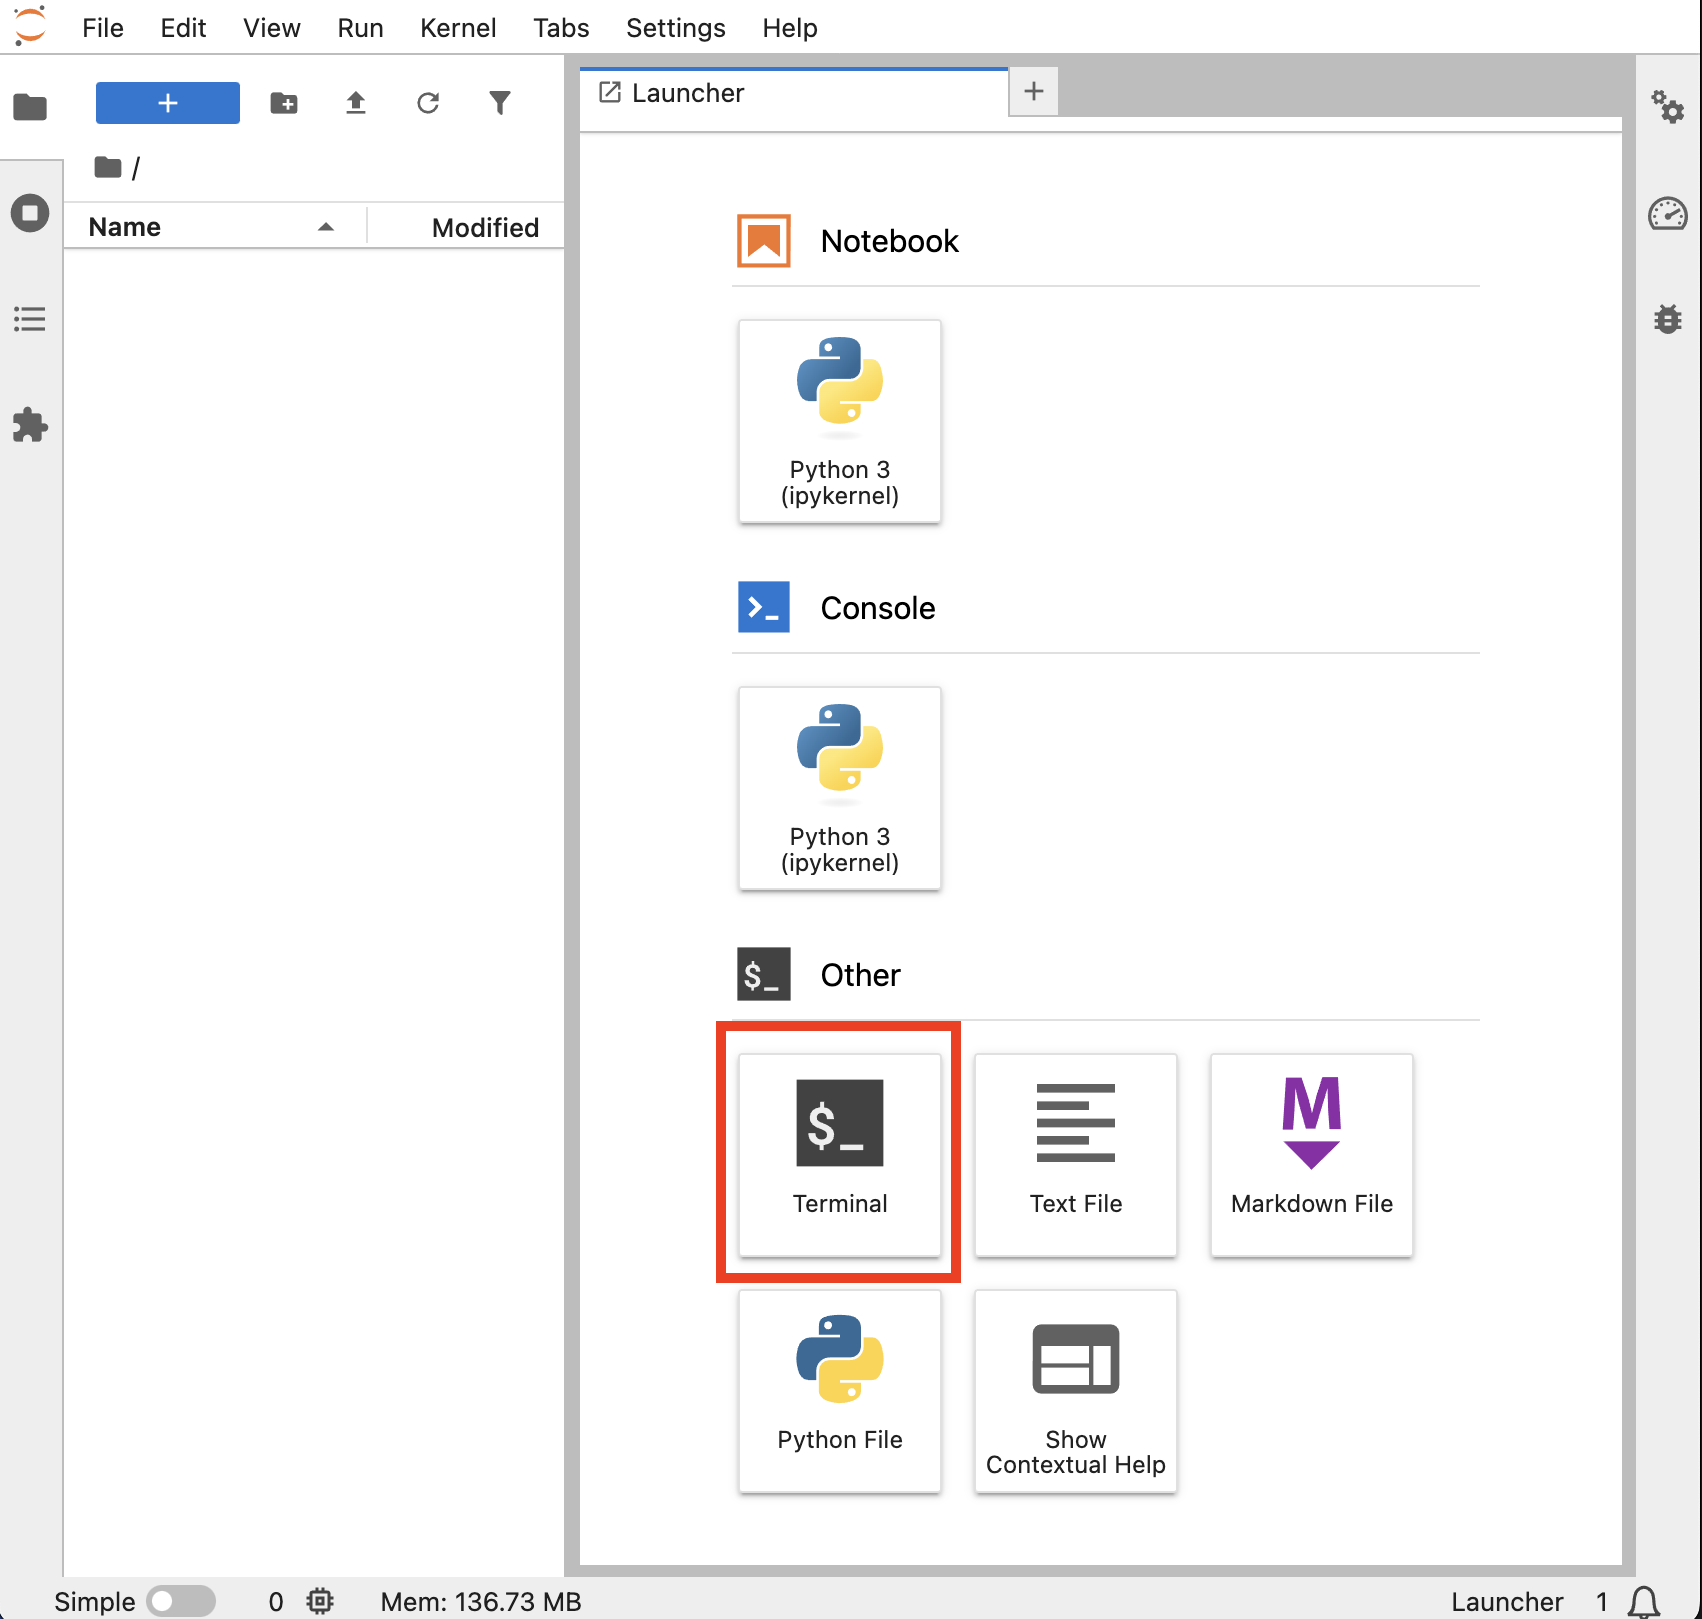 File Edit View Run Kernel Tabs Settings Help
/
Name Modified
Launcher
Notebook
Python 3
(ipykernel)
Console
Python 3
(ipykernel)
$_ Other
$_
Terminal
Text File
M
Markdown File
Python File
Show
Contextual Help
Simple 0 Mem: 136.73 MB Launcher 1